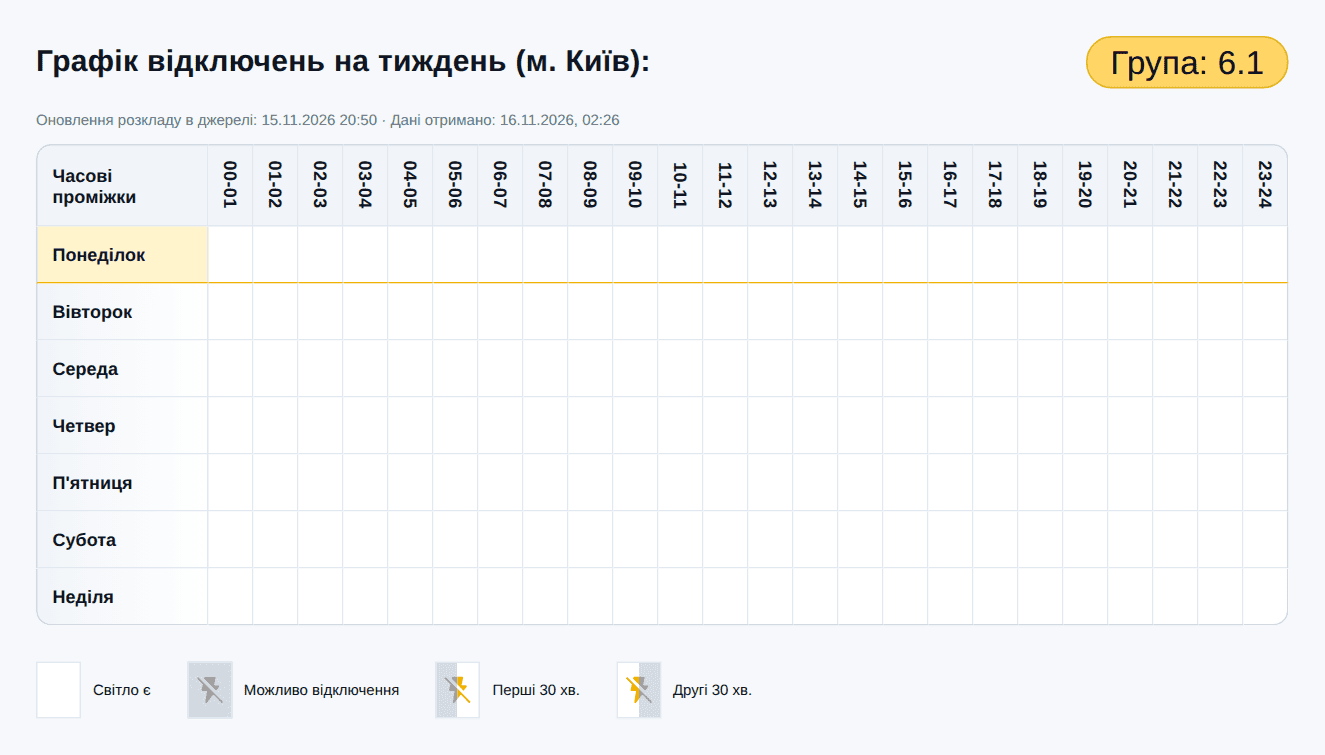 Графік відключень на тиждень (м. Київ):
Група: 6.1
Оновлення розкладу в джерелі: 15.11.2026 20:50 · Дані отримано: 16.11.2026, 02:26
Часові
проміжки
00-01
01-02
02-03
03-04
04-05
05-06
06-07
07-08
08-09
09-10
10-11
11-12
12-13
13-14
14-15
15-16
16-17
17-18
18-19
19-20
20-21
21-22
22-23
23-24
Понеділок
Вівторок
Середа
Четвер
П'ятниця
Субота
Неділя
Світло є
Можливо відключення
Перші 30 хв.
Другі 30 хв.